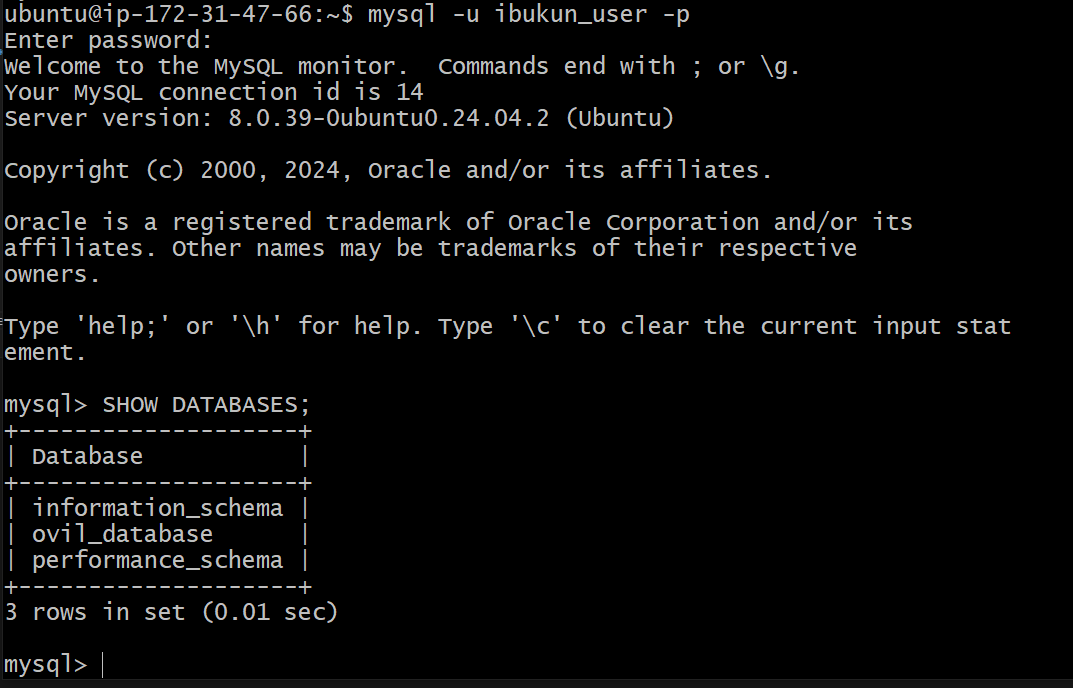 ubuntu@ip-172-31-47-66:~$ mysql -u ibukun_user -p
Enter password:
Welcome to the MySQL monitor.  Commands end with ; or \g.
Your MySQL connection id is 14
Server version: 8.0.39-0ubuntu0.24.04.2 (Ubuntu)

Copyright (c) 2000, 2024, Oracle and/or its affiliates.

Oracle is a registered trademark of Oracle Corporation and/or its
affiliates. Other names may be trademarks of their respective
owners.

Type 'help;' or '\h' for help. Type '\c' to clear the current input stat
ement.

mysql> SHOW DATABASES;
+--------------------+
| Database           |
+--------------------+
| information_schema |
| ovil_database      |
| performance_schema |
+--------------------+
3 rows in set (0.01 sec)

mysql>